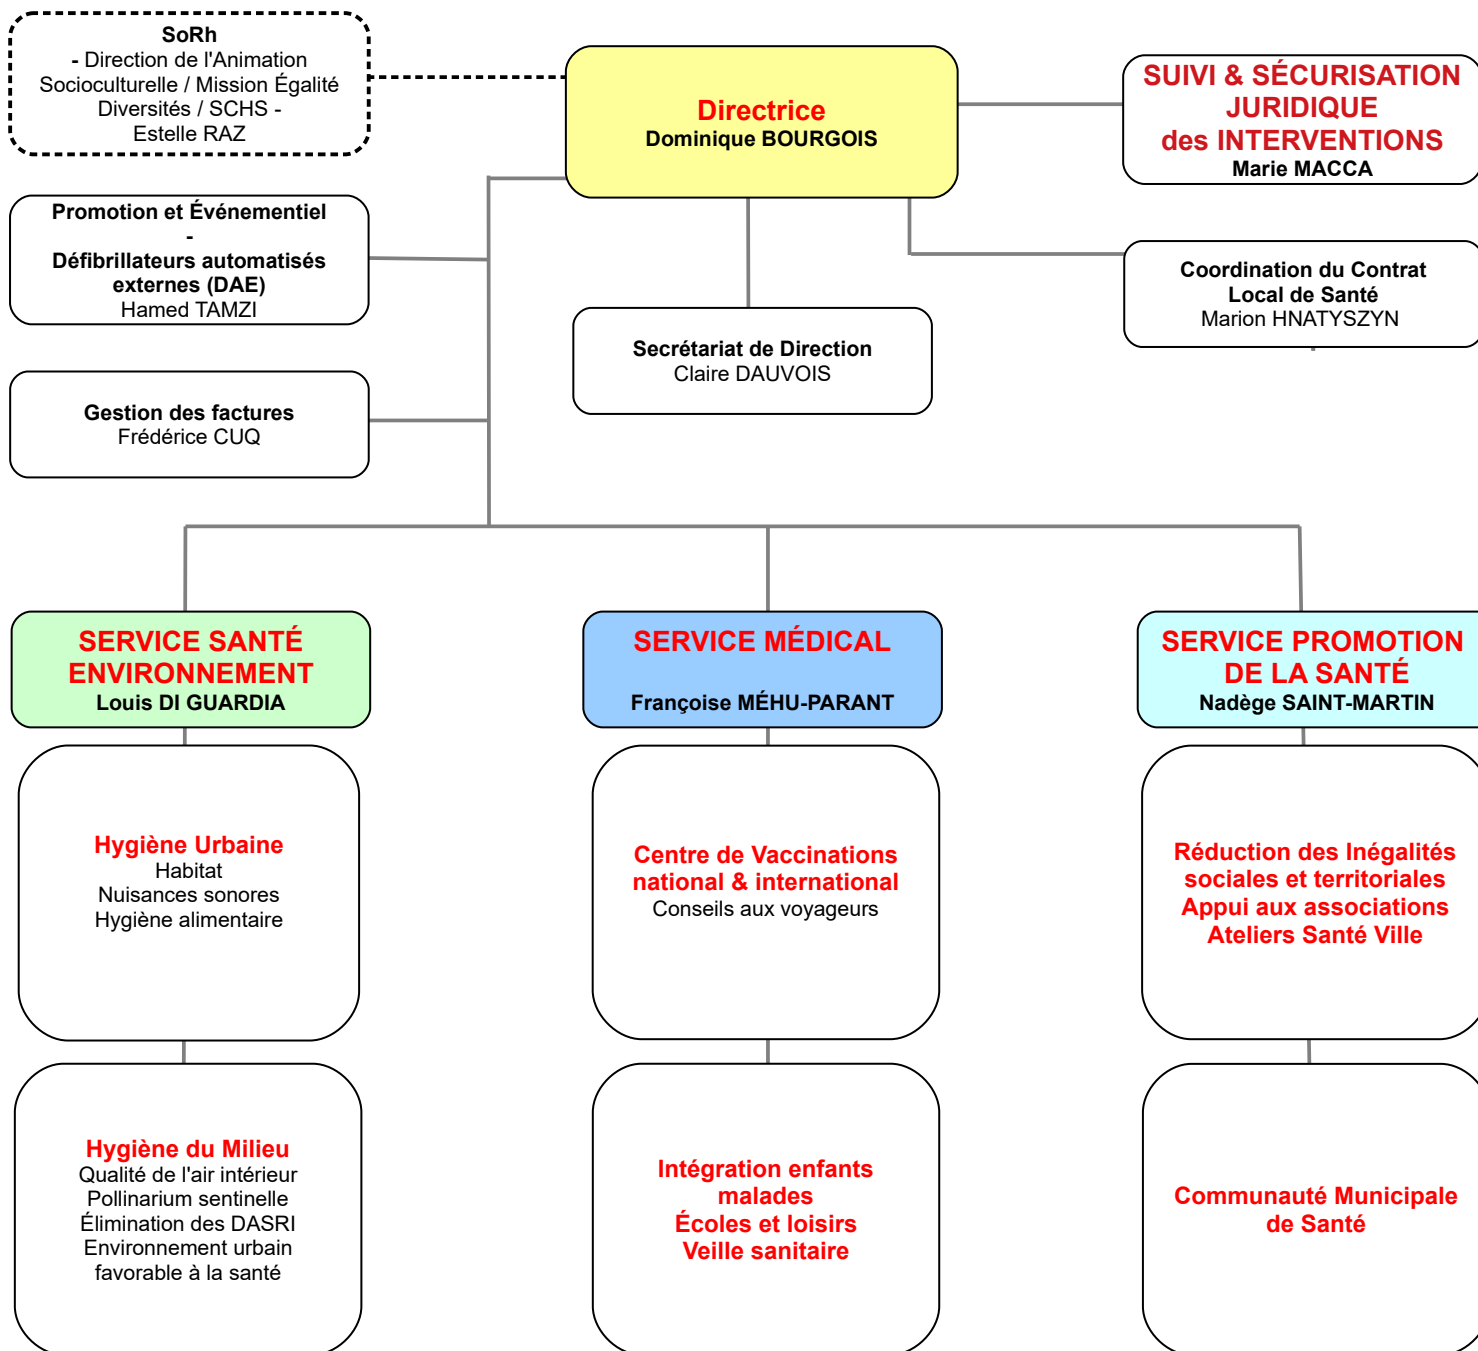 SoRh
- Direction de l'Animation
Socioculturelle / Mission Égalité
Diversités / SCHS -
Estelle RAZ
Directrice
Dominique BOURGOIS
SUIVI & SÉCURISATION
JURIDIQUE
des INTERVENTIONS
Marie MACCA
Promotion et Événementiel
-
Défibrillateurs automatisés
externes (DAE)
Hamed TAMZI
Coordination du Contrat
Local de Santé
Marion HNATYSZYN
Secrétariat de Direction
Claire DAUVOIS
Gestion des factures
Frédérice CUQ
SERVICE SANTÉ
ENVIRONNEMENT
Louis DI GUARDIA
SERVICE MÉDICAL
Françoise MÉHU-PARANT
SERVICE PROMOTION
DE LA SANTÉ
Nadège SAINT-MARTIN
Hygiène Urbaine
Habitat
Nuisances sonores
Hygiène alimentaire
Centre de Vaccinations
national & international
Conseils aux voyageurs
Réduction des Inégalités
sociales et territoriales
Appui aux associations
Ateliers Santé Ville
Hygiène du Milieu
Qualité de l'air intérieur
Pollinarium sentinelle
Élimination des DASRI
Environnement urbain
favorable à la santé
Intégration enfants
malades
Écoles et loisirs
Veille sanitaire
Communauté Municipale
de Santé